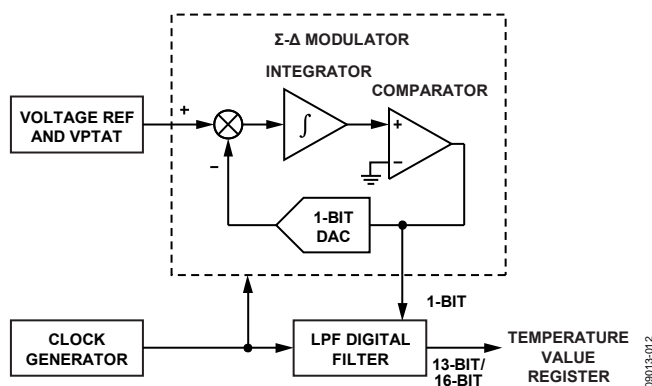 Σ-Δ MODULATOR
INTEGRATOR
COMPARATOR
VOLTAGE REF
AND VPTAT
+
−
∫
+
−
1-BIT
DAC
1-BIT
CLOCK
GENERATOR
LPF DIGITAL
FILTER
13-BIT/
16-BIT
TEMPERATURE
VALUE
REGISTER
09013-012